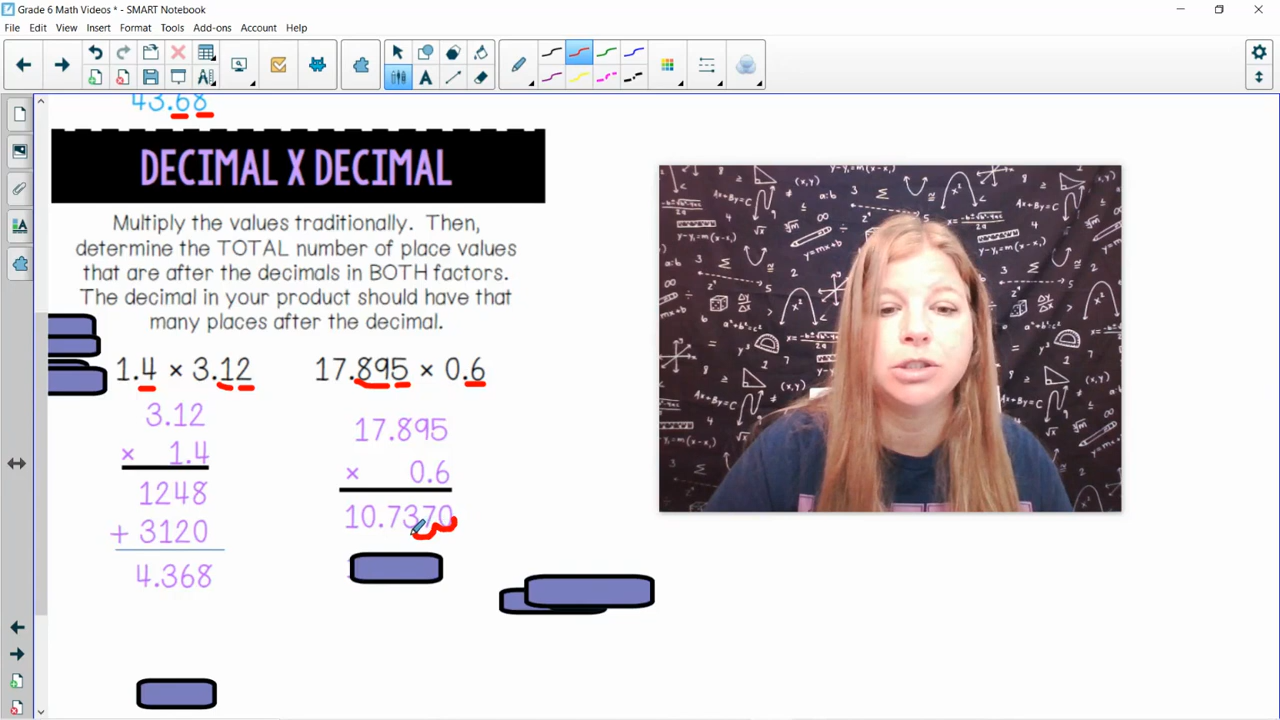 Grade 6 Math Videos * - SMART Notebook
File Edit View Insert Format Tools Add-ons Account Help
43.68
DECIMAL X DECIMAL
Multiply the values traditionally. Then,
determine the TOTAL number of place values
that are after the decimals in BOTH factors.
The decimal in your product should have that
many places after the decimal.
1.4 × 3.12 17.895 × 0.6
3.12
× 1.4
1248
+ 3120
4.368
17.895
× 0.6
10.7370